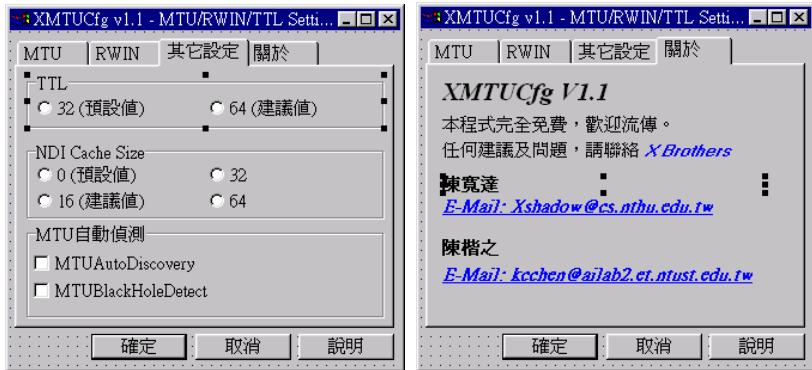 XMTUCfg v1.1 - MTU/RWIN/TTL Setti...
MTU RWIN 其它設定 關於
TTL
32 (預設值) 64 (建議值)
NDI Cache Size
0 (預設值) 32
16 (建議值) 64
MTU自動偵測
MTUAutoDiscovery
MTUBlackHoleDetect
確定 取消 說明
XMTUCfg v1.1 - MTU/RWIN/TTL Setti...
MTU RWIN 其它設定 關於
XMTUCfg V1.1
本程式完全免費，歡迎流傳。
任何建議及問題，請聯絡 X Brothers
陳寬達
E-Mail: Xshadow@cs.nthu.edu.tw
陳楷之
E-Mail: kcchen@ailab2.et.ntust.edu.tw
確定 取消 說明